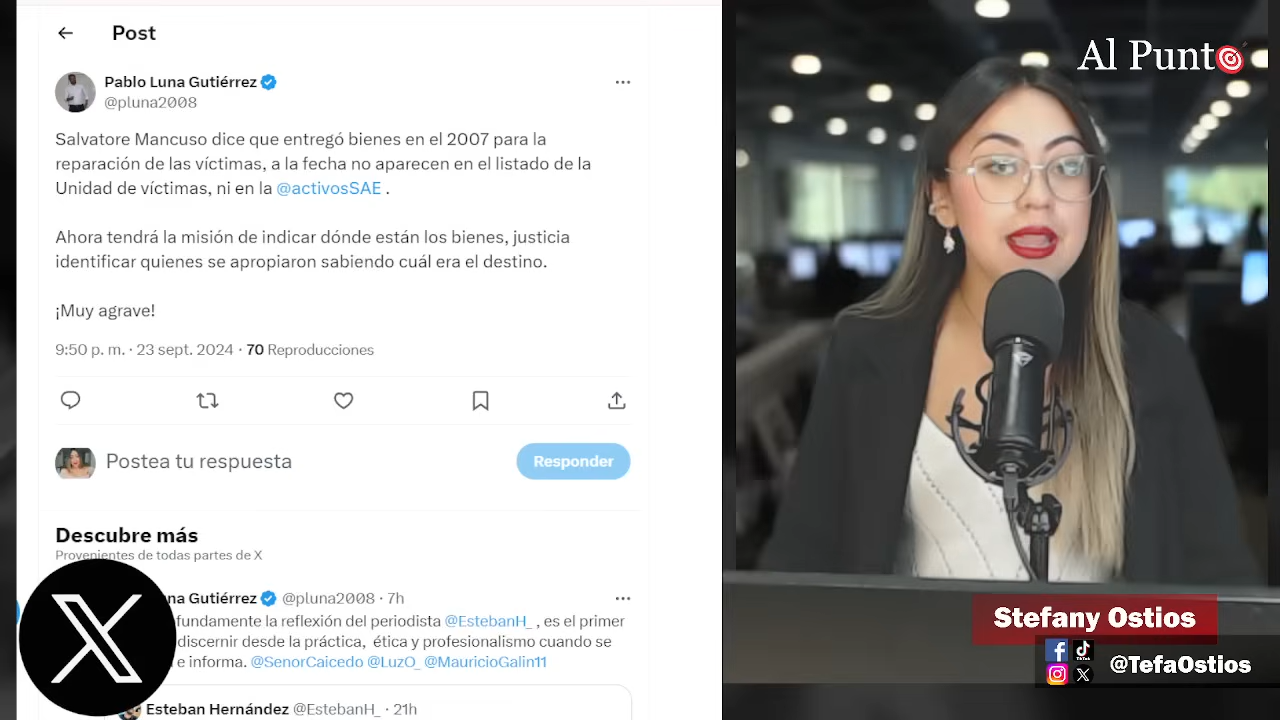 Post
Pablo Luna Gutiérrez
@pluna2008
Salvatore Mancuso dice que entregó bienes en el 2007 para la
reparación de las víctimas, a la fecha no aparecen en el listado de la
Unidad de víctimas, ni en la @activosSAE .
Ahora tendrá la misión de indicar dónde están los bienes, justicia
identificar quienes se apropiaron sabiendo cuál era el destino.
¡Muy agrave!
9:50 p. m. · 23 sept. 2024 · 70 Reproducciones
Postea tu respuesta
Responder
Descubre más
Provenientes de todas partes de X
na Gutiérrez @pluna2008 · 7h
fundamente la reflexión del periodista @EstebanH_ , es el primer
discernir desde la práctica, ética y profesionalismo cuando se
e informa. @SenorCaicedo @LuzO_ @MauricioGalin11
Esteban Hernández @EstebanH_ · 21h
Al Punto
Stefany Ostios
@TefaOstios